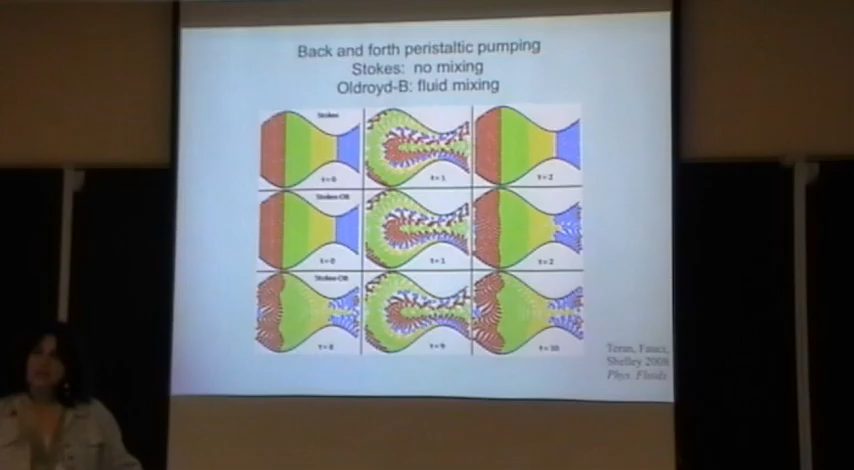 Back and forth peristaltic pumping
Stokes: no mixing
Oldroyd-B: fluid mixing
Stokes
t=0
t=1
t=2
Stokes-OB
t=0
t=1
t=2
Stokes-OB
t=8
t=9
t=10
Teran, Fauci,
Shelley 2008
Phys. Fluids